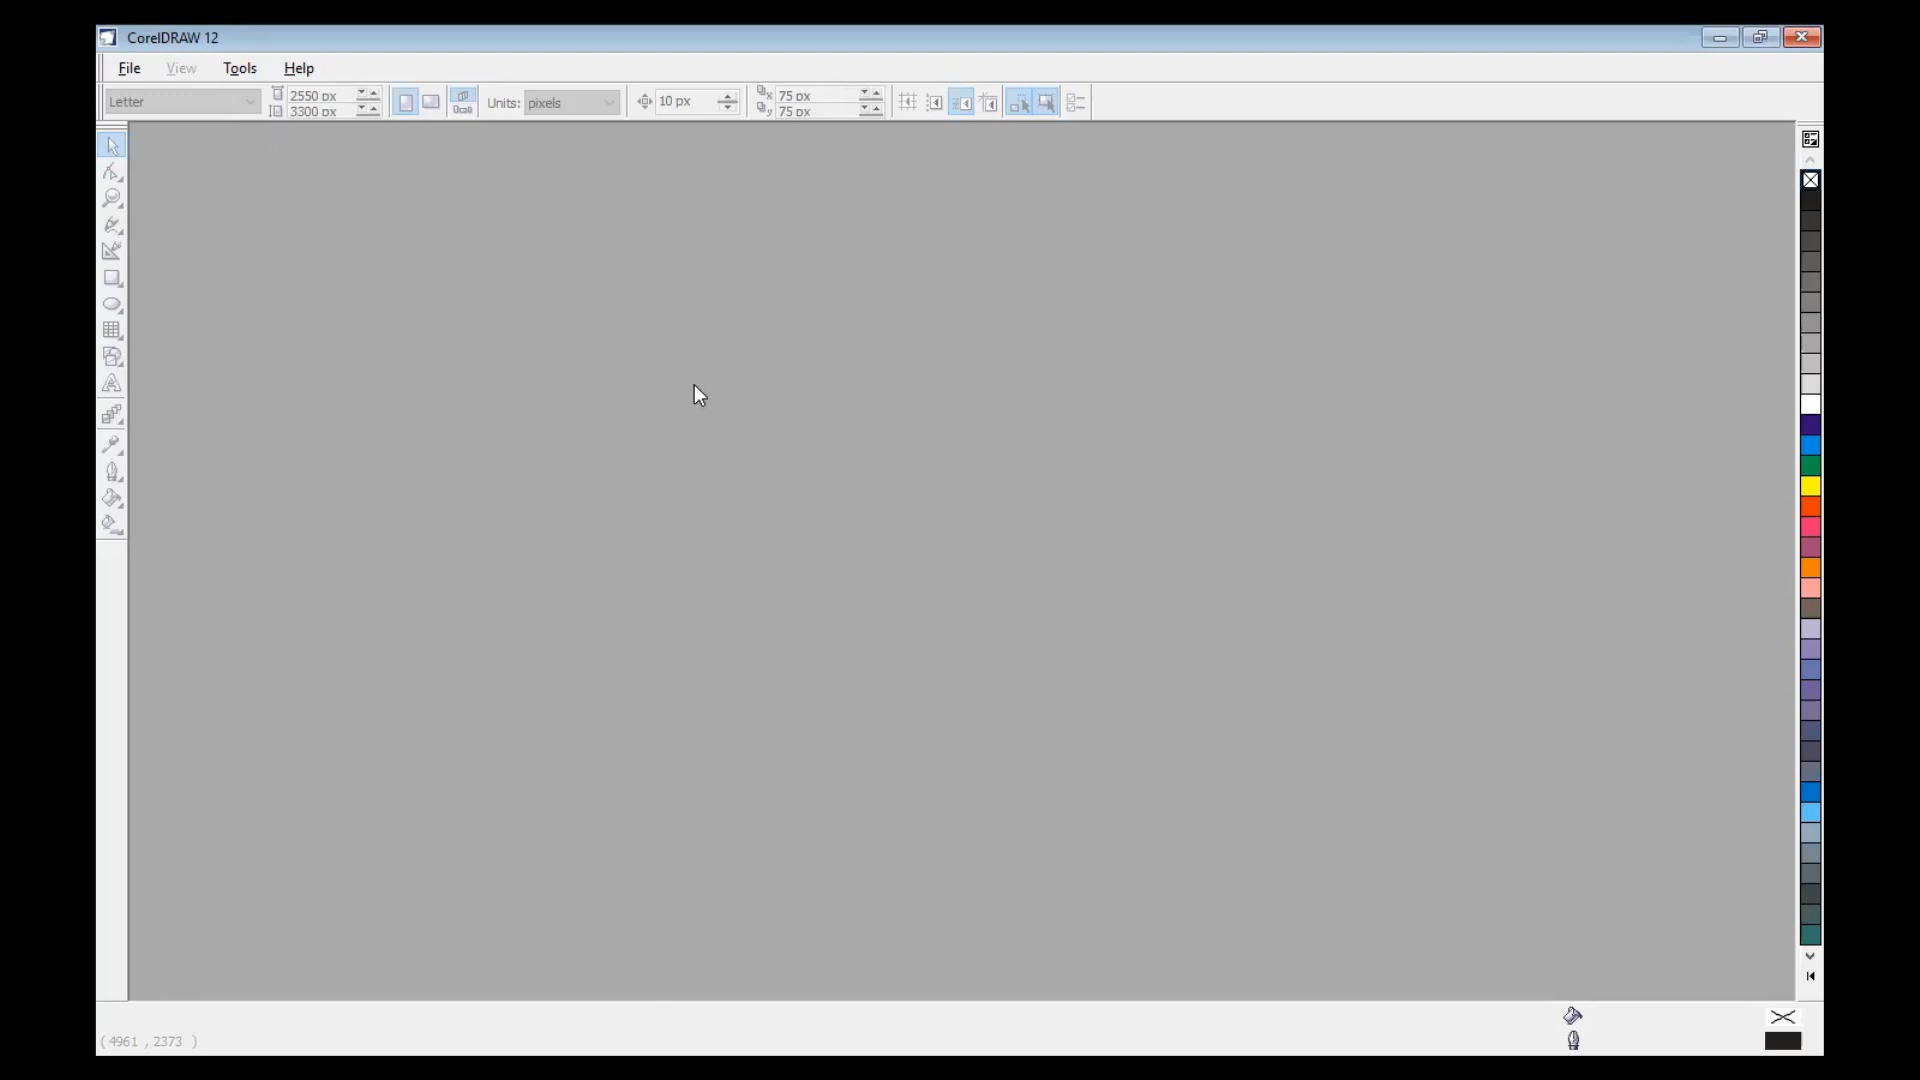 CorelDRAW 12
File View Tools Help
Letter 2550 px 3300 px Units: pixels 10 px 75 px 75 px
( 4961 , 2373 )